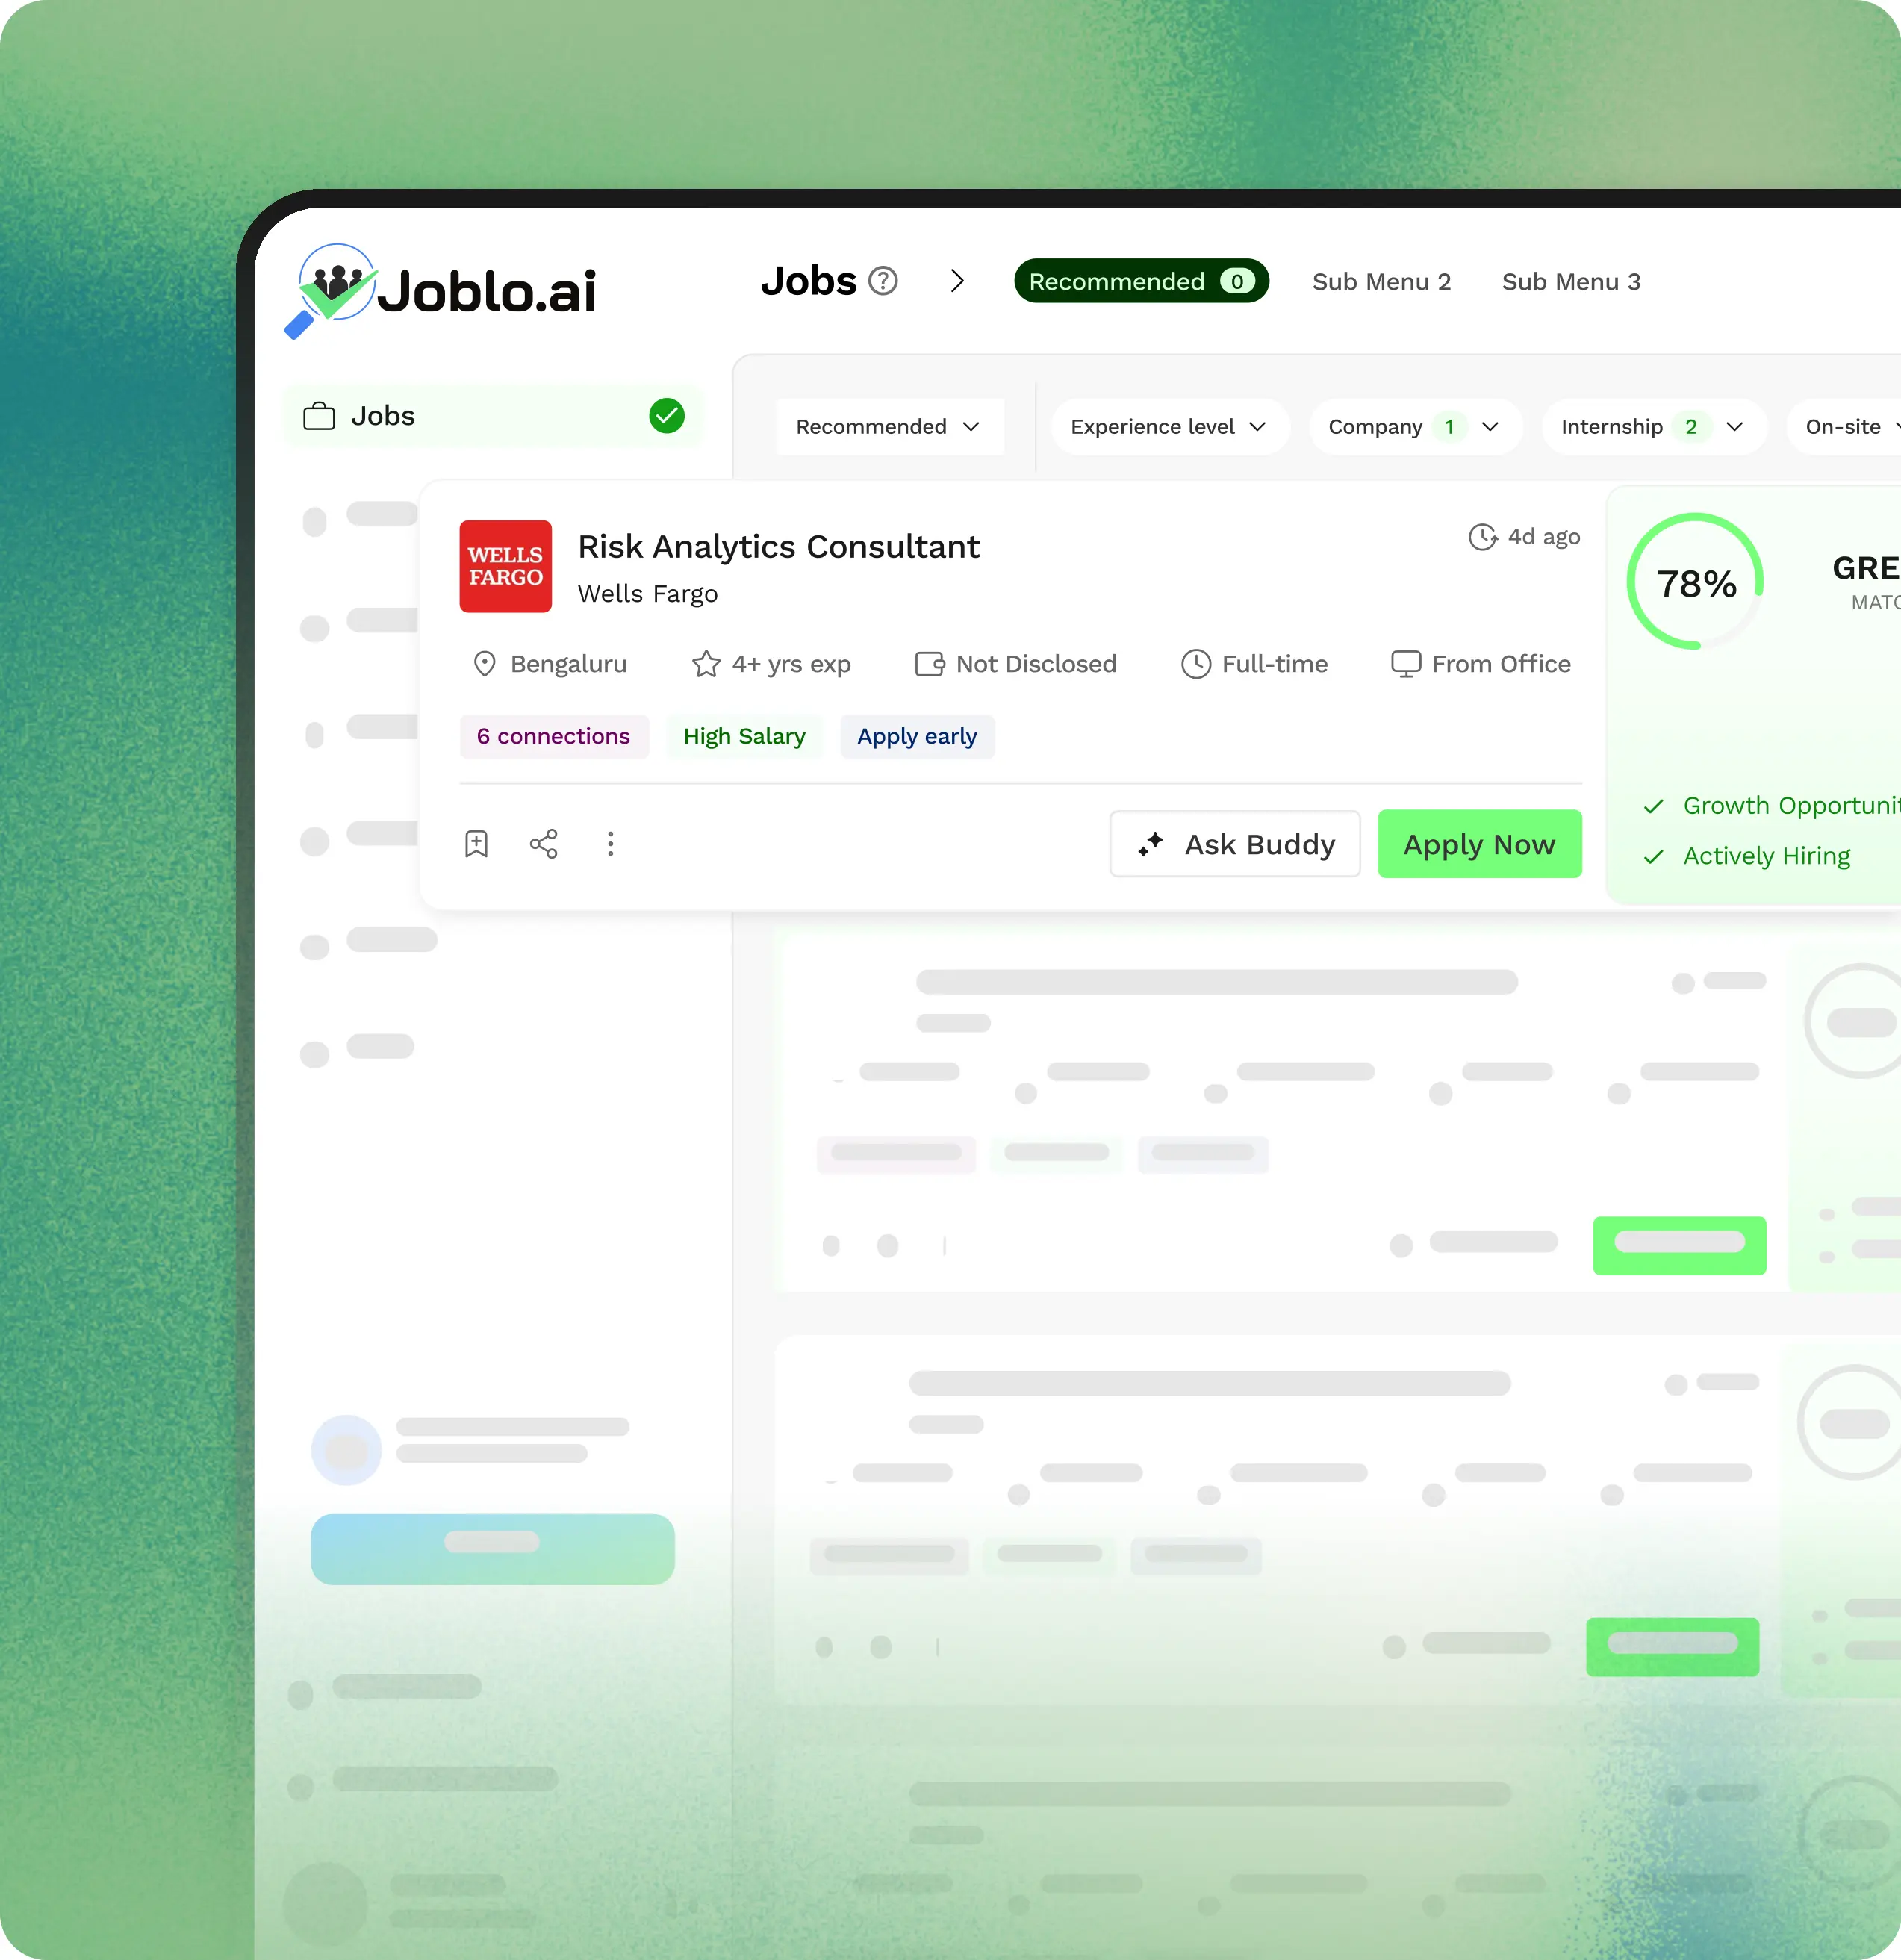 Joblo.ai
Jobs
Recommended 0
Sub Menu 2
Sub Menu 3
Jobs
Recommended
Experience level
Company 1
Internship 2
On-site
WELLS
FARGO
Risk Analytics Consultant
Wells Fargo
4d ago
Bengaluru
4+ yrs exp
Not Disclosed
Full-time
From Office
6 connections
High Salary
Apply early
Ask Buddy
Apply Now
78%
GRE
MATC
Growth Opportunit
Actively Hiring